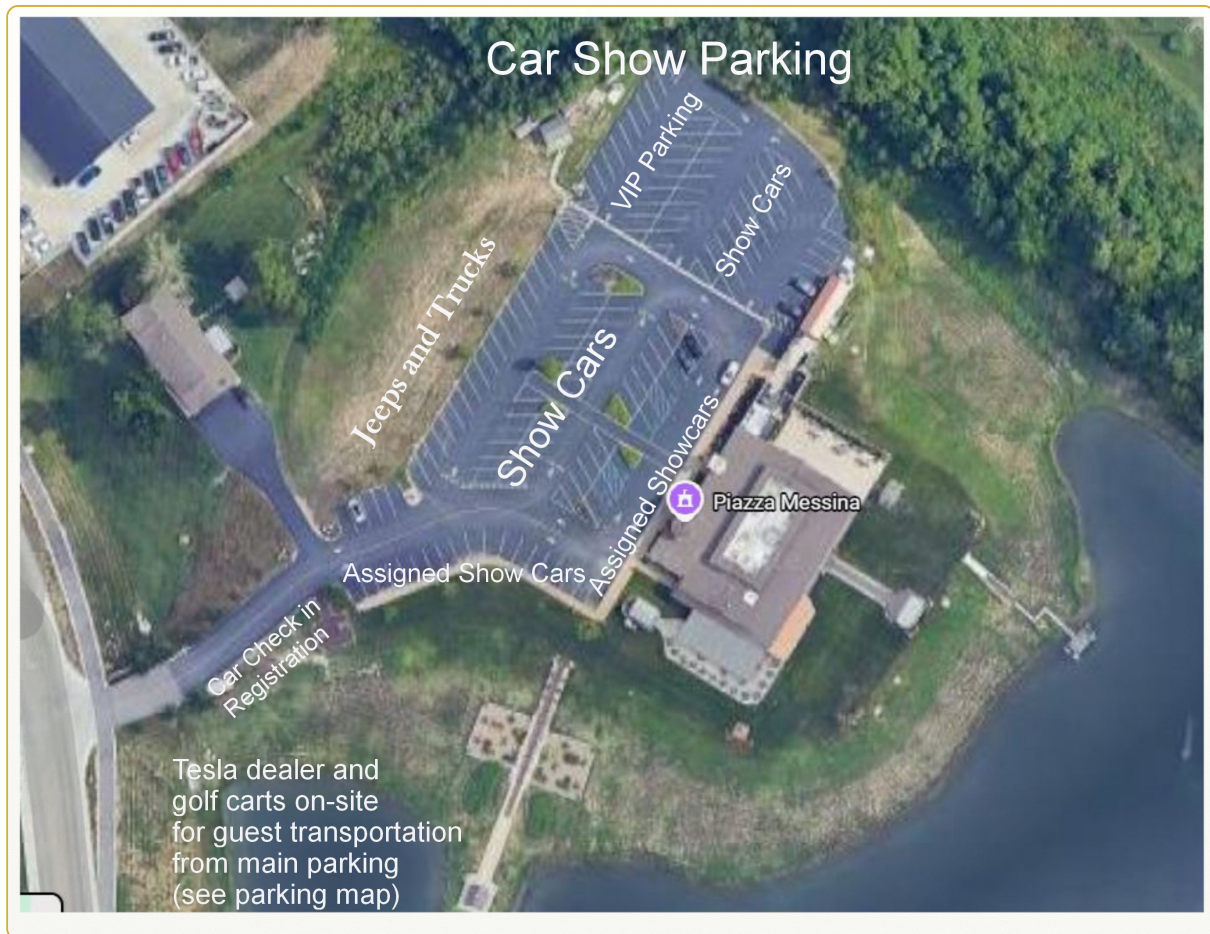 Car Show Parking
VIP Parking
Show Cars
Jeeps and Trucks
Show Cars
Assigned Showcars
Piazza Messina
Assigned Show Cars
Car Check in
Registration
Tesla dealer and
golf carts on-site
for guest transportation
from main parking
(see parking map)